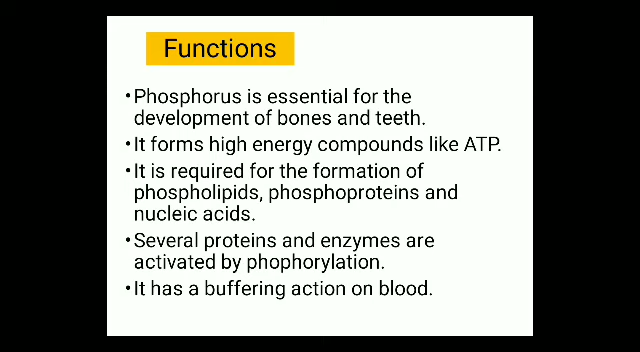 Functions
•Phosphorus is essential for the
development of bones and teeth.
•It forms high energy compounds like ATP.
•It is required for the formation of
phospholipids, phosphoproteins and
nucleic acids.
•Several proteins and enzymes are
activated by phophorylation.
•It has a buffering action on blood.